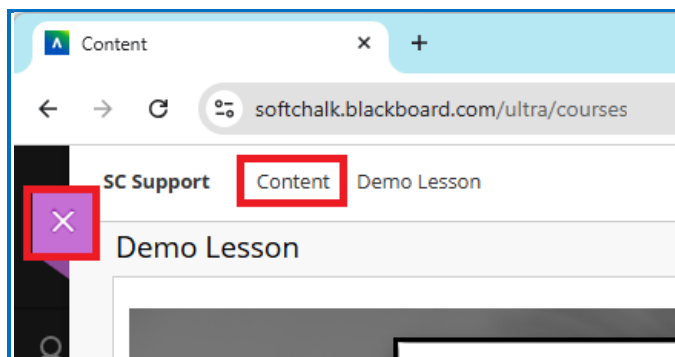 Content
softchalk.blackboard.com/ultra/courses
SC Support Content Demo Lesson
Demo Lesson